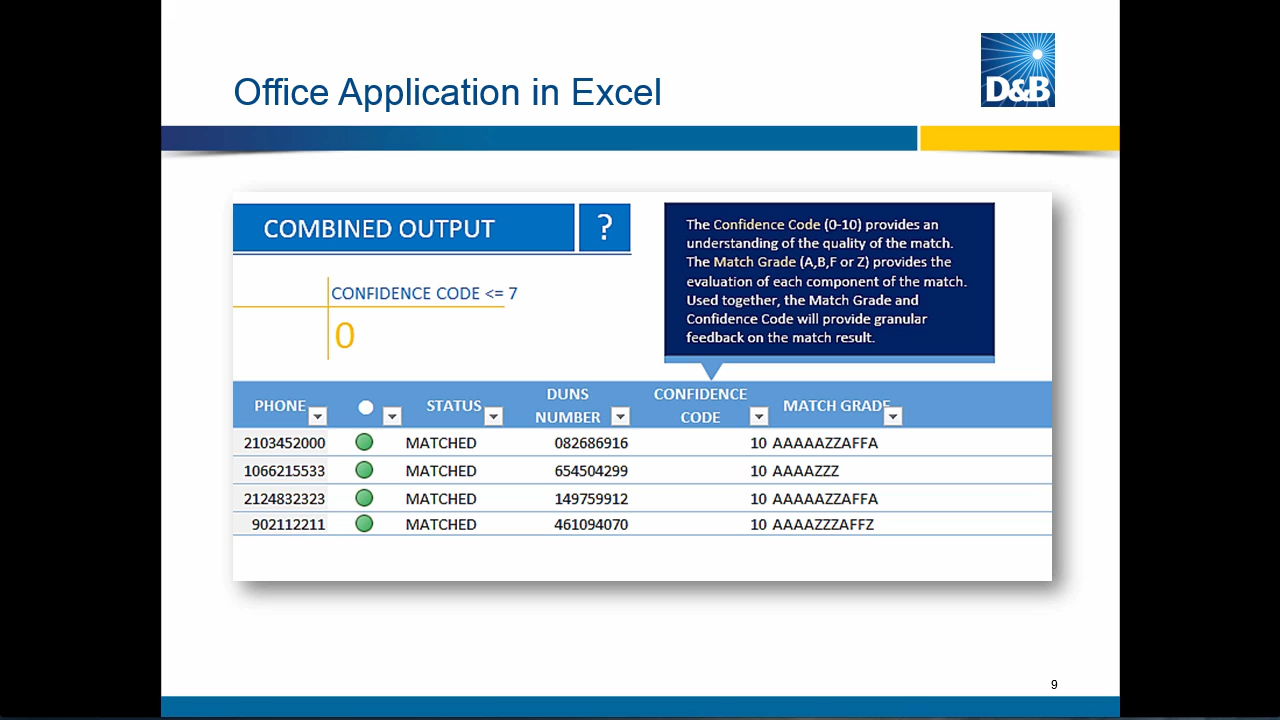 Office Application in Excel
D&B
COMBINED OUTPUT ?
The Confidence Code (0-10) provides an
understanding of the quality of the match.
The Match Grade (A,B,F or Z) provides the
evaluation of each component of the match.
Used together, the Match Grade and
Confidence Code will provide granular
feedback on the match result.
CONFIDENCE CODE <= 7
0
PHONE STATUS DUNS NUMBER CONFIDENCE CODE MATCH GRADE
2103452000 MATCHED 082686916 10 AAAAAZZAFFA
1066215533 MATCHED 654504299 10 AAAAZZZ
2124832323 MATCHED 149759912 10 AAAAAZZAFFA
902112211 MATCHED 461094070 10 AAAAZZZAFFZ
9